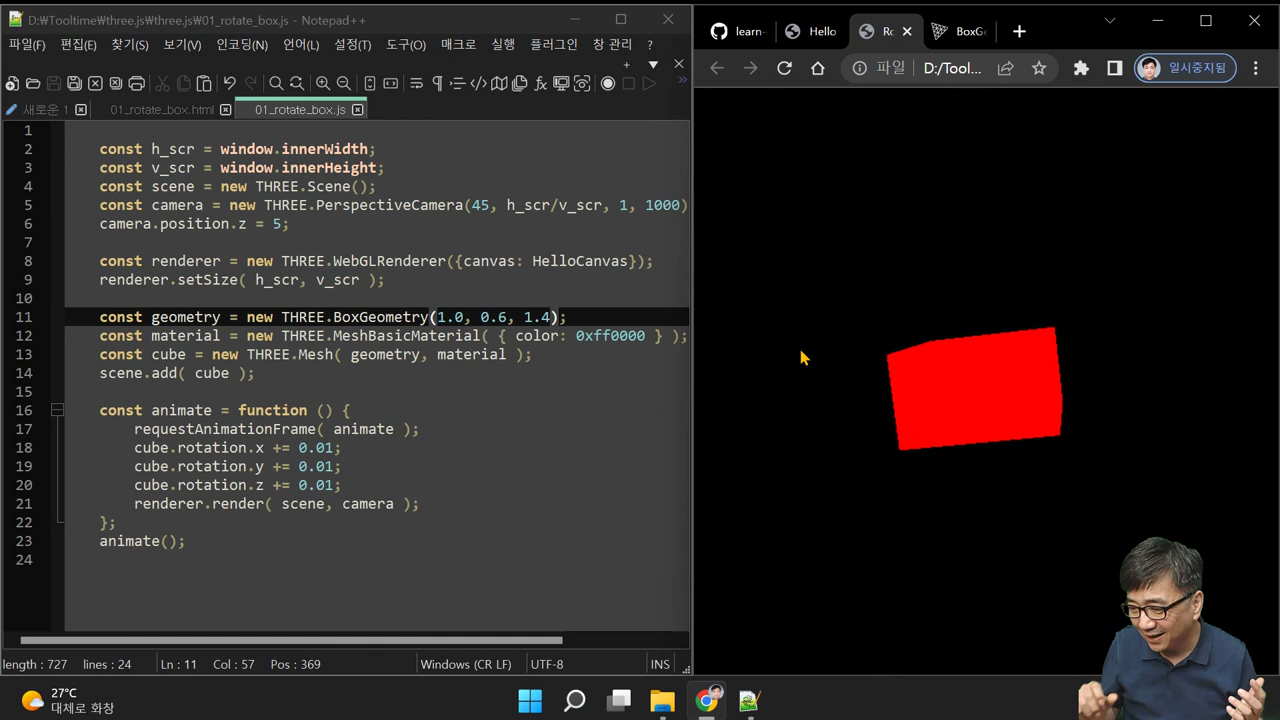 D:₩Tooltime₩three.js₩three.js₩01_rotate_box.js - Notepad++
파일(F) 편집(E) 찾기(S) 보기(V) 인코딩(N) 언어(L) 설정(T) 도구(O) 매크로 실행 플러그인 창 관리 ?
새로운 1 01_rotate_box.html 01_rotate_box.js
1
2 const h_scr = window.innerWidth;
3 const v_scr = window.innerHeight;
4 const scene = new THREE.Scene();
5 const camera = new THREE.PerspectiveCamera(45, h_scr/v_scr, 1, 1000)
6 camera.position.z = 5;
7
8 const renderer = new THREE.WebGLRenderer({canvas: HelloCanvas});
9 renderer.setSize( h_scr, v_scr );
10
11 const geometry = new THREE.BoxGeometry(1.0, 0.6, 1.4);
12 const material = new THREE.MeshBasicMaterial( { color: 0xff0000 } );
13 const cube = new THREE.Mesh( geometry, material );
14 scene.add( cube );
15
16 const animate = function () {
17 requestAnimationFrame( animate );
18 cube.rotation.x += 0.01;
19 cube.rotation.y += 0.01;
20 cube.rotation.z += 0.01;
21 renderer.render( scene, camera );
22 };
23 animate();
24
length : 727 lines : 24 Ln : 11 Col : 57 Pos : 369 Windows (CR LF) UTF-8 INS
learn- Hello Ro BoxGe
파일 D:/Tool... 일시중지됨
27°C
대체로 화창